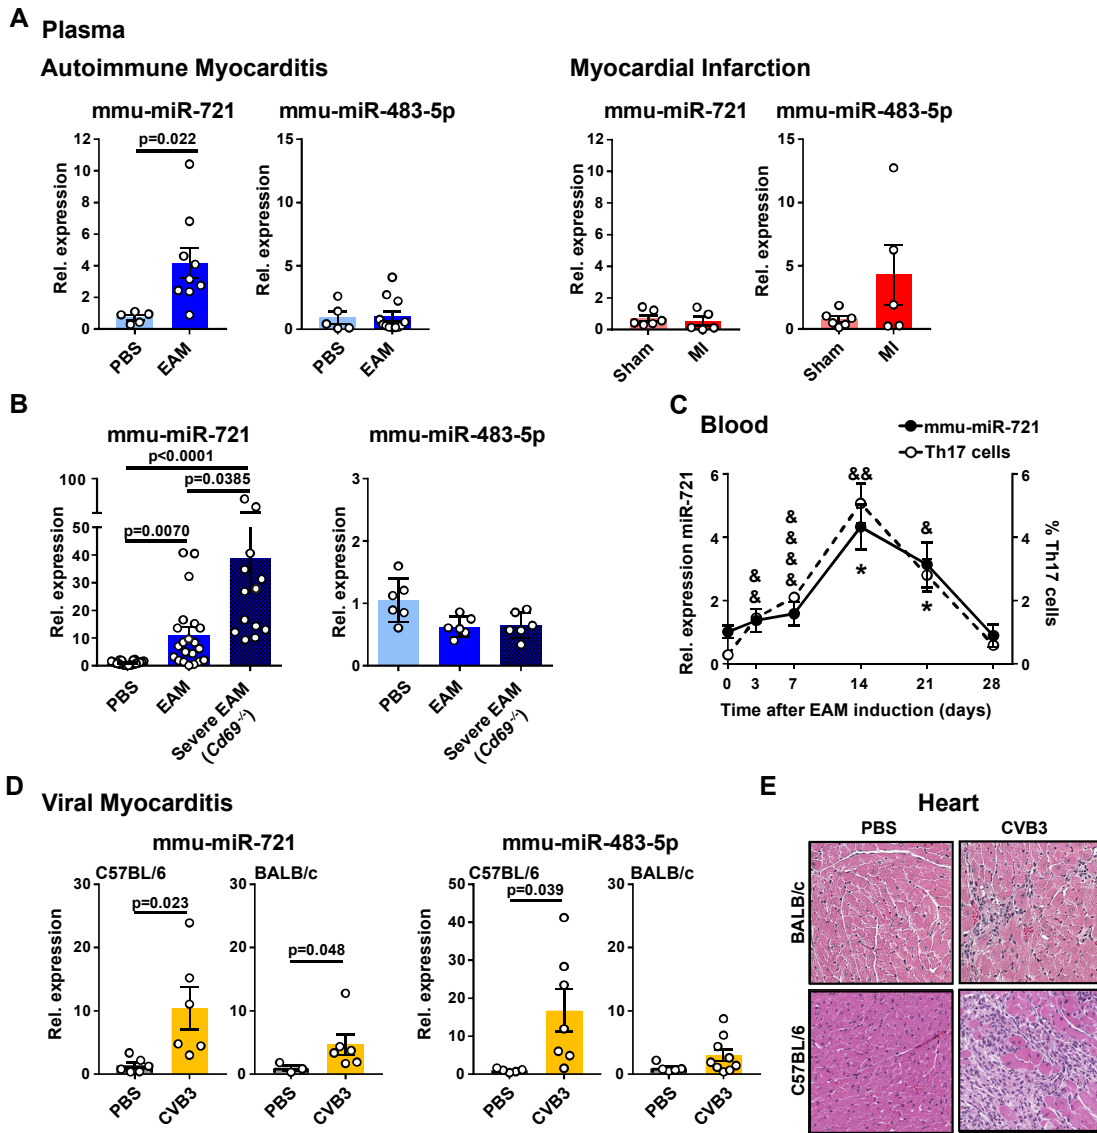 A
Plasma
Autoimmune Myocarditis
Myocardial Infarction
mmu-miR-721
mmu-miR-483-5p
mmu-miR-721
mmu-miR-483-5p
Rel. expression
12
10
8
6
4
2
0
p=0.022
PBS
EAM
Rel. expression
15
10
5
0
PBS
EAM
Rel. expression
12
10
8
6
4
2
0
Sham
MI
Rel. expression
15
10
5
0
Sham
MI
B
mmu-miR-721
p<0.0001
p=0.0385
p=0.0070
Rel. expression
100
50
40
30
20
10
0
PBS
EAM
Severe EAM
(Cd69-/-)
mmu-miR-483-5p
Rel. expression
3
2
1
0
PBS
EAM
Severe EAM
(Cd69-/-)
C
Blood
mmu-miR-721
Th17 cells
Rel. expression miR-721
6
4
2
0
% Th17 cells
6
4
2
0
&
&
&
&
&
&
&&
&
*
*
0 3 7 14 21 28
Time after EAM induction (days)
D
Viral Myocarditis
mmu-miR-721
mmu-miR-483-5p
C57BL/6
p=0.023
Rel. expression
30
20
10
0
PBS
CVB3
BALB/c
p=0.048
30
20
10
0
PBS
CVB3
C57BL/6
p=0.039
Rel. expression
50
40
30
20
10
0
PBS
CVB3
BALB/c
30
20
10
0
PBS
CVB3
E
Heart
PBS
CVB3
BALB/c
C57BL/6